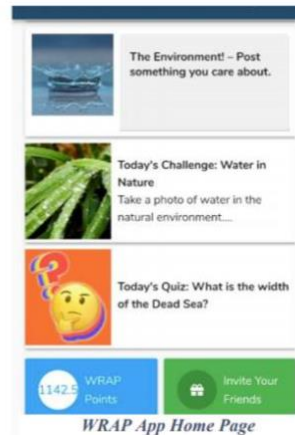 The Environment! – Post
something you care about.
Today's Challenge: Water in
Nature
Take a photo of water in the
natural environment....
Today's Quiz: What is the width
of the Dead Sea?
1142.5
WRAP
Points
Invite Your
Friends
WRAP App Home Page